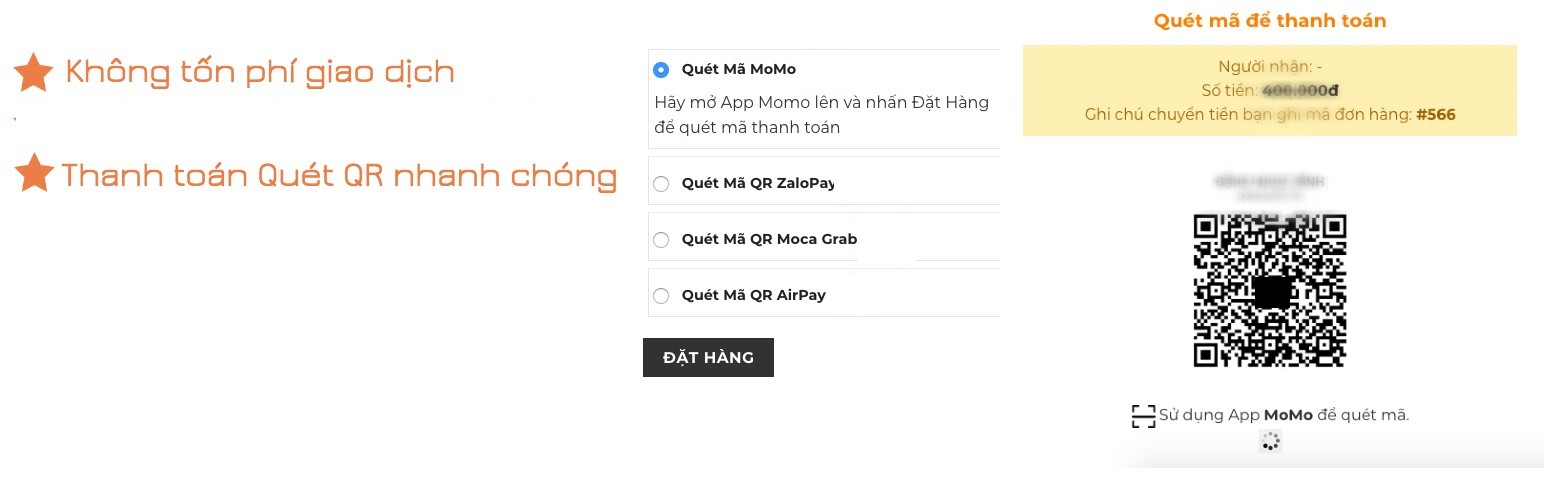 Không tốn phí giao dịch
Thanh toán Quét QR nhanh chóng
Quét Mã MoMo
Hãy mở App Momo lên và nhấn Đặt Hàng
để quét mã thanh toán
Quét Mã QR ZaloPay
Quét Mã QR Moca Grab
Quét Mã QR AirPay
ĐẶT HÀNG
Quét mã để thanh toán
Người nhận: -
Số tiền:
Ghi chú chuyển tiền bạn ghi mã đơn hàng: #566
Sử dụng App MoMo để quét mã.